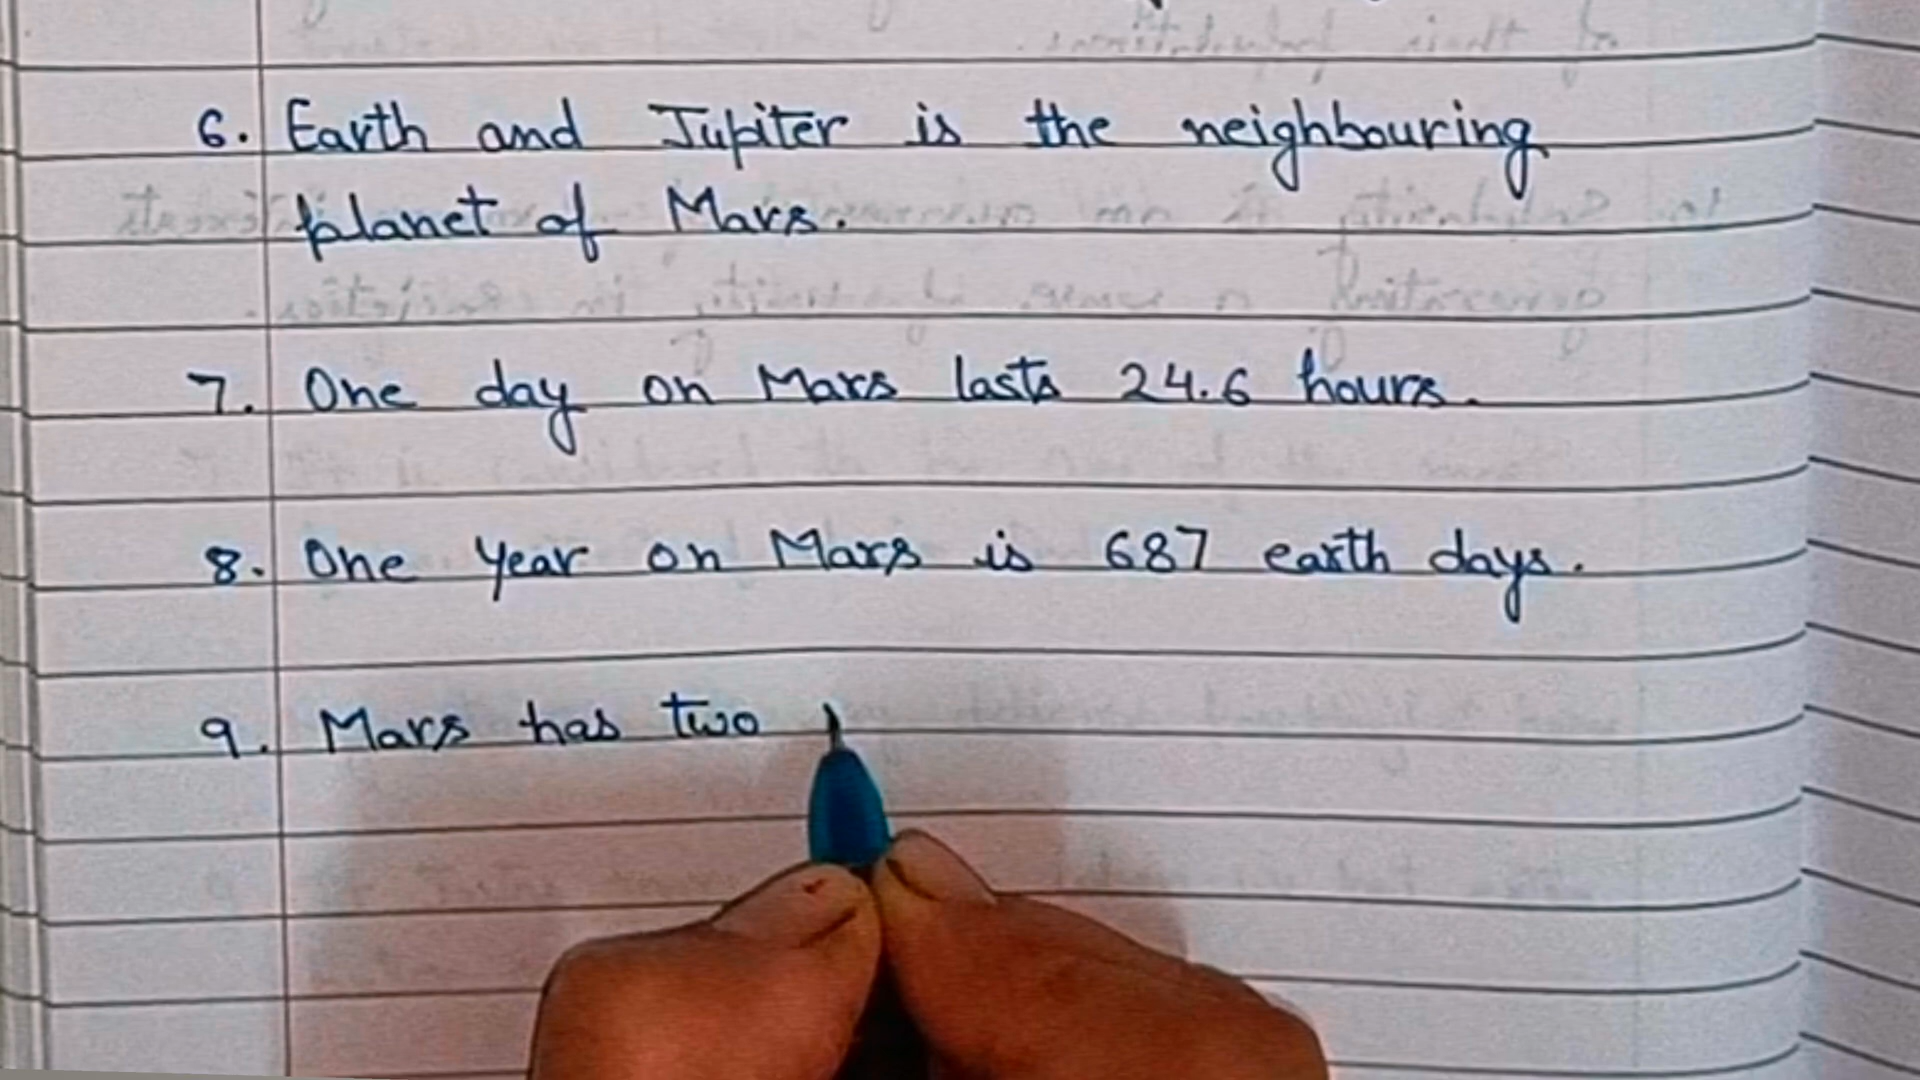 6. Earth and Jupiter is the neighbouring
planet of Mars.
7. One day on Mars lasts 24.6 hours.
8. One year on Mars is 687 earth days.
9. Mars has two